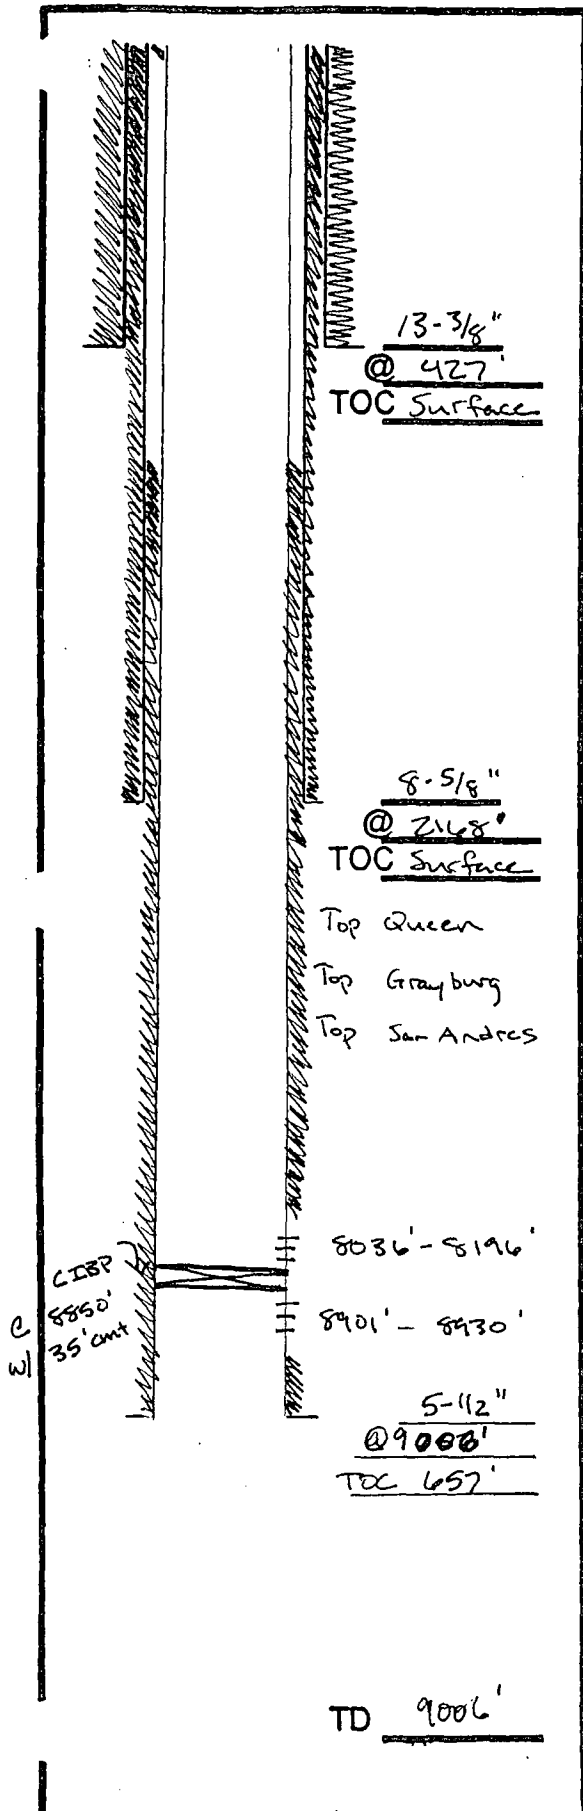 13-3/8"
@ 427'
TOC Surface
8-5/8"
@ 2168'
TOC Surface
Top Queen
Top Grayburg
Top San Andres
8036' - 8196'
CIBP
@ 8850'
w/ 35' cmt
8901' - 8930'
5-1/2"
TOC 657'
TD 9006'